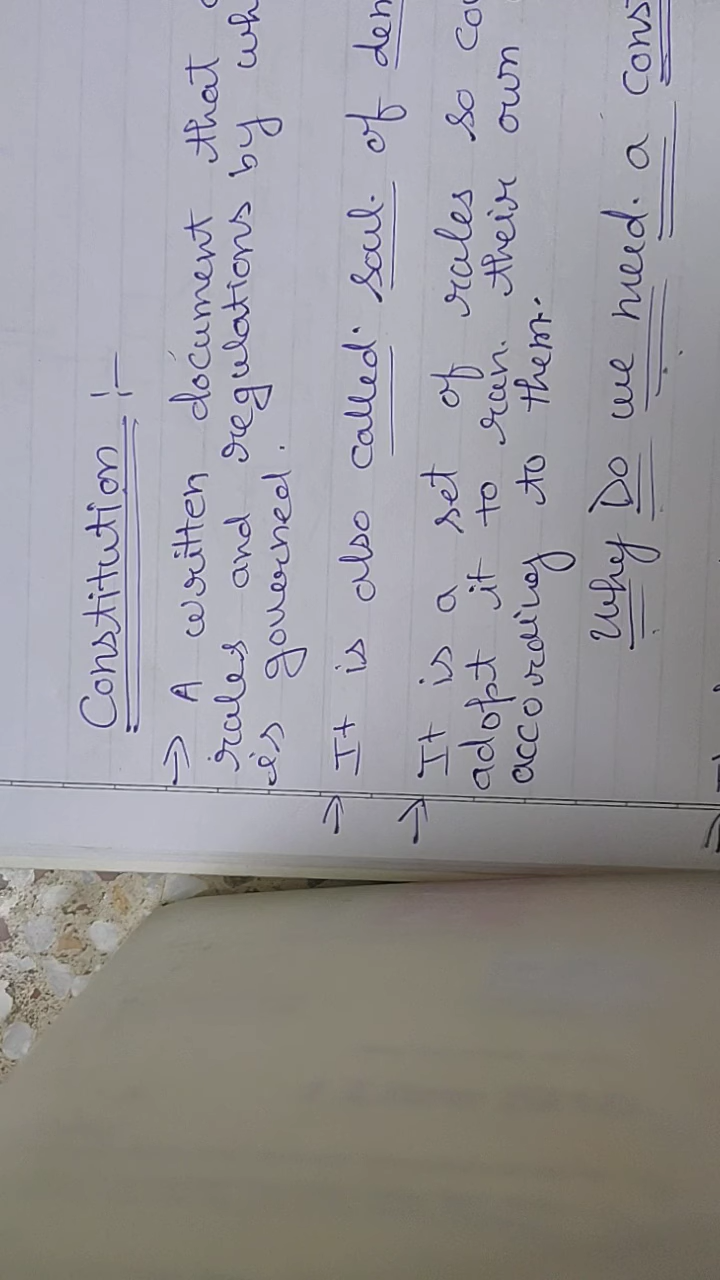 Constitution :-
→ A written document that
rules and regulations by wh
is governed.
→ It is also called soul of dem
→ It is a set of rules so cou
adopt it to run their own
according to them.
Why Do we need a cons